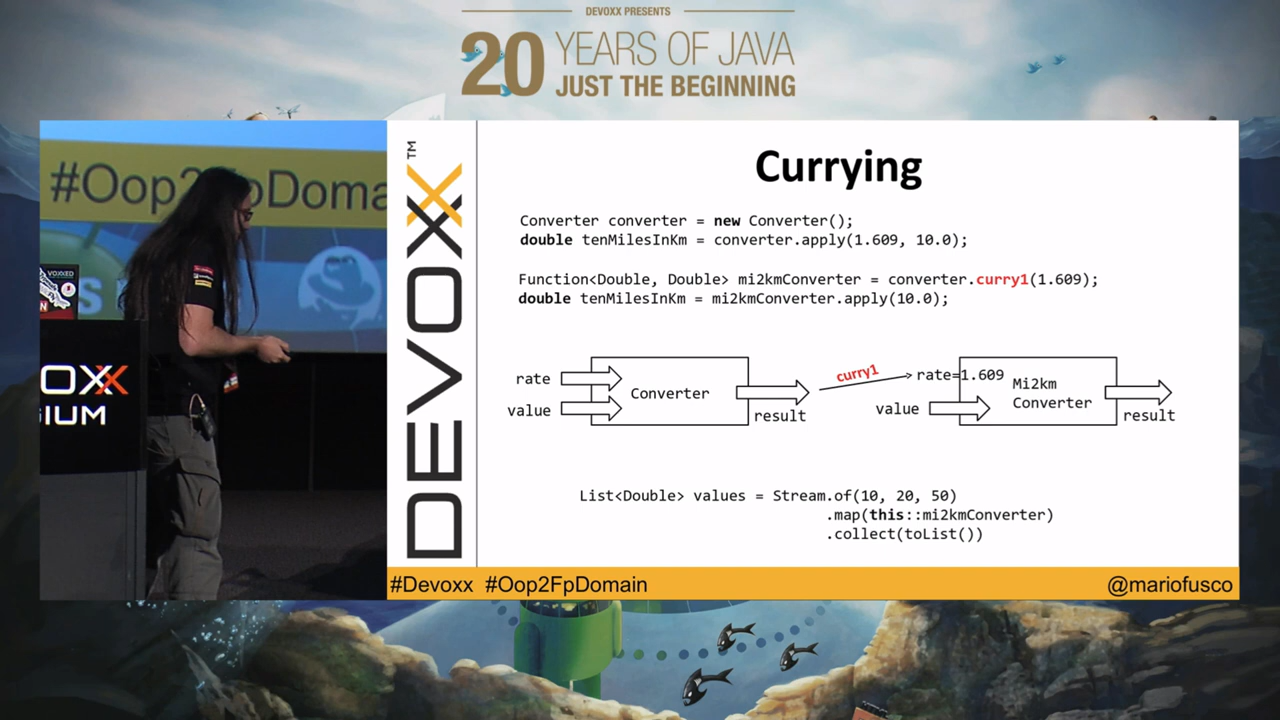 DEVOXX PRESENTS
20 YEARS OF JAVA
JUST THE BEGINNING
#Oop2FpDoma
VOXXED
OXX
IUM
DEVOXX™
Currying
Converter converter = new Converter();
double tenMilesInKm = converter.apply(1.609, 10.0);
Function<Double, Double> mi2kmConverter = converter.curry1(1.609);
double tenMilesInKm = mi2kmConverter.apply(10.0);
rate
value
Converter
result
curry1
rate=1.609
value
Mi2km
Converter
result
List<Double> values = Stream.of(10, 20, 50)
.map(this::mi2kmConverter)
.collect(toList())
#Devoxx #Oop2FpDomain
@mariofusco